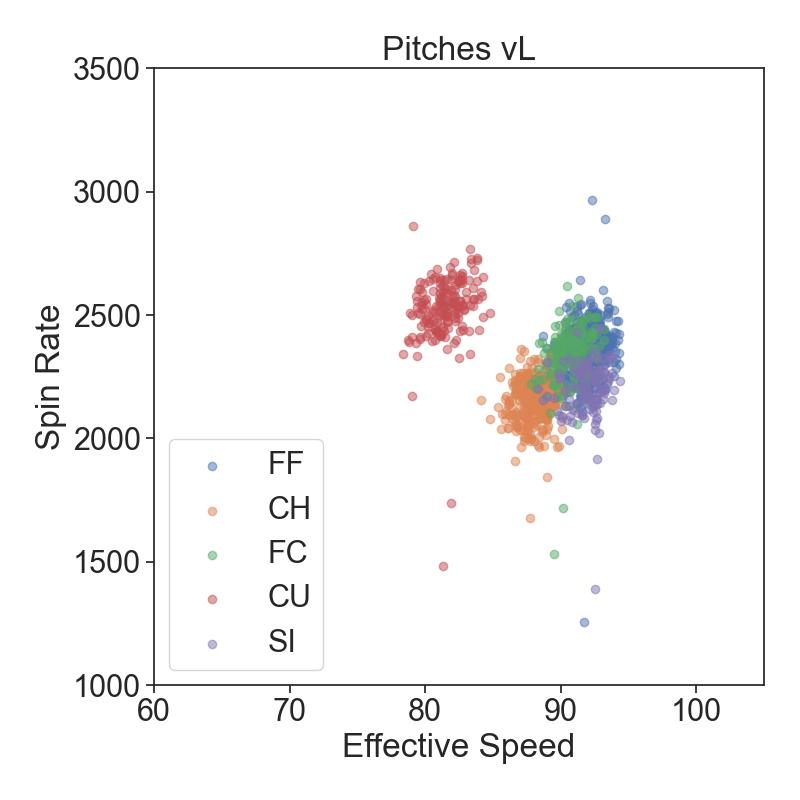 Pitches vL
3500
3000
2500
2000
1500
1000
Spin Rate
FF
CH
FC
CU
SI
60 70 80 90 100
Effective Speed